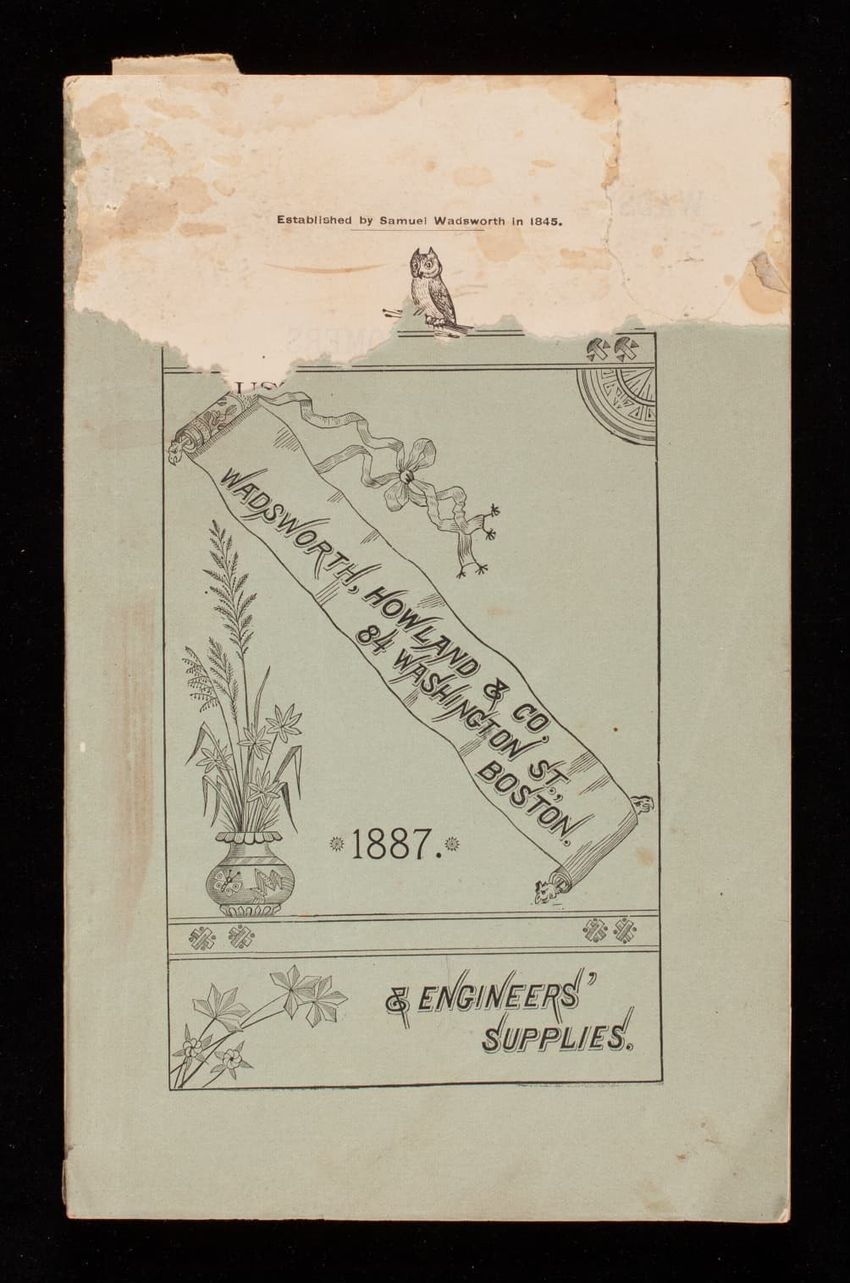 Established by Samuel Wadsworth in 1845.
WADSWORTH, HOWLAND & CO.
84 WASHINGTON ST.,
BOSTON.
1887.
& ENGINEERS'
SUPPLIES.